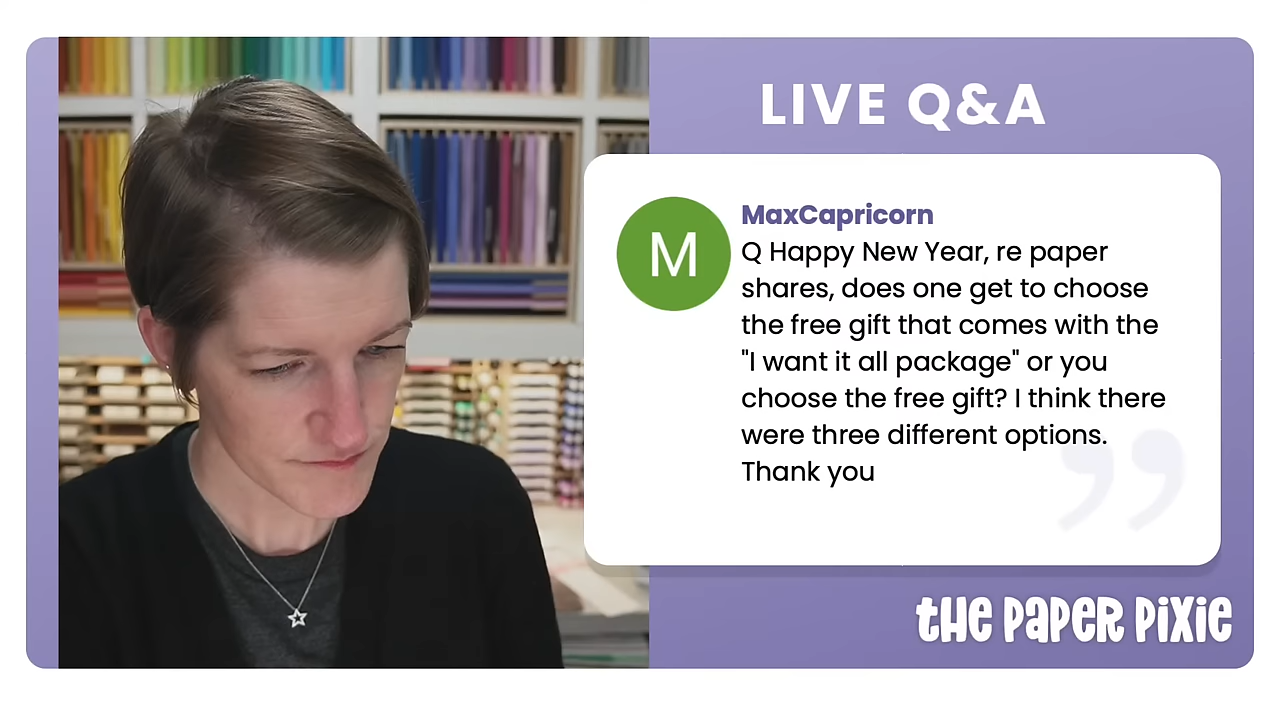 LIVE Q&A
M
MaxCapricorn
Q Happy New Year, re paper
shares, does one get to choose
the free gift that comes with the
"I want it all package" or you
choose the free gift? I think there
were three different options.
Thank you
the PAPER PiXiE